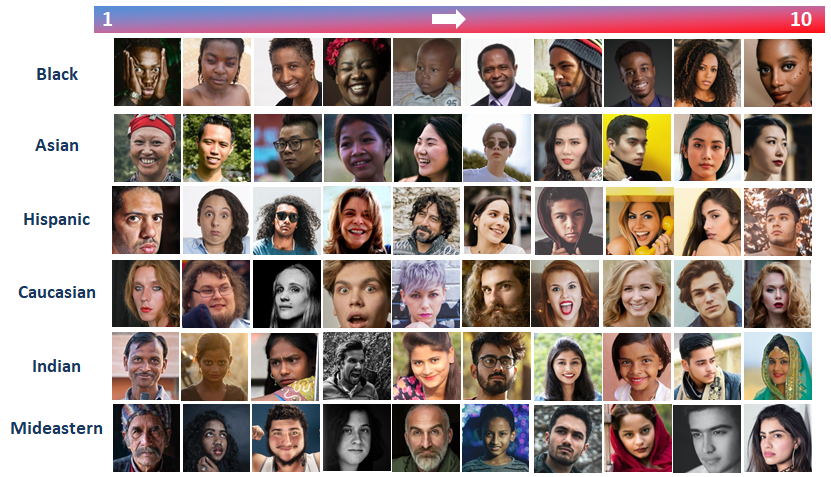 1 10
Black
Asian
Hispanic
Caucasian
Indian
Mideastern